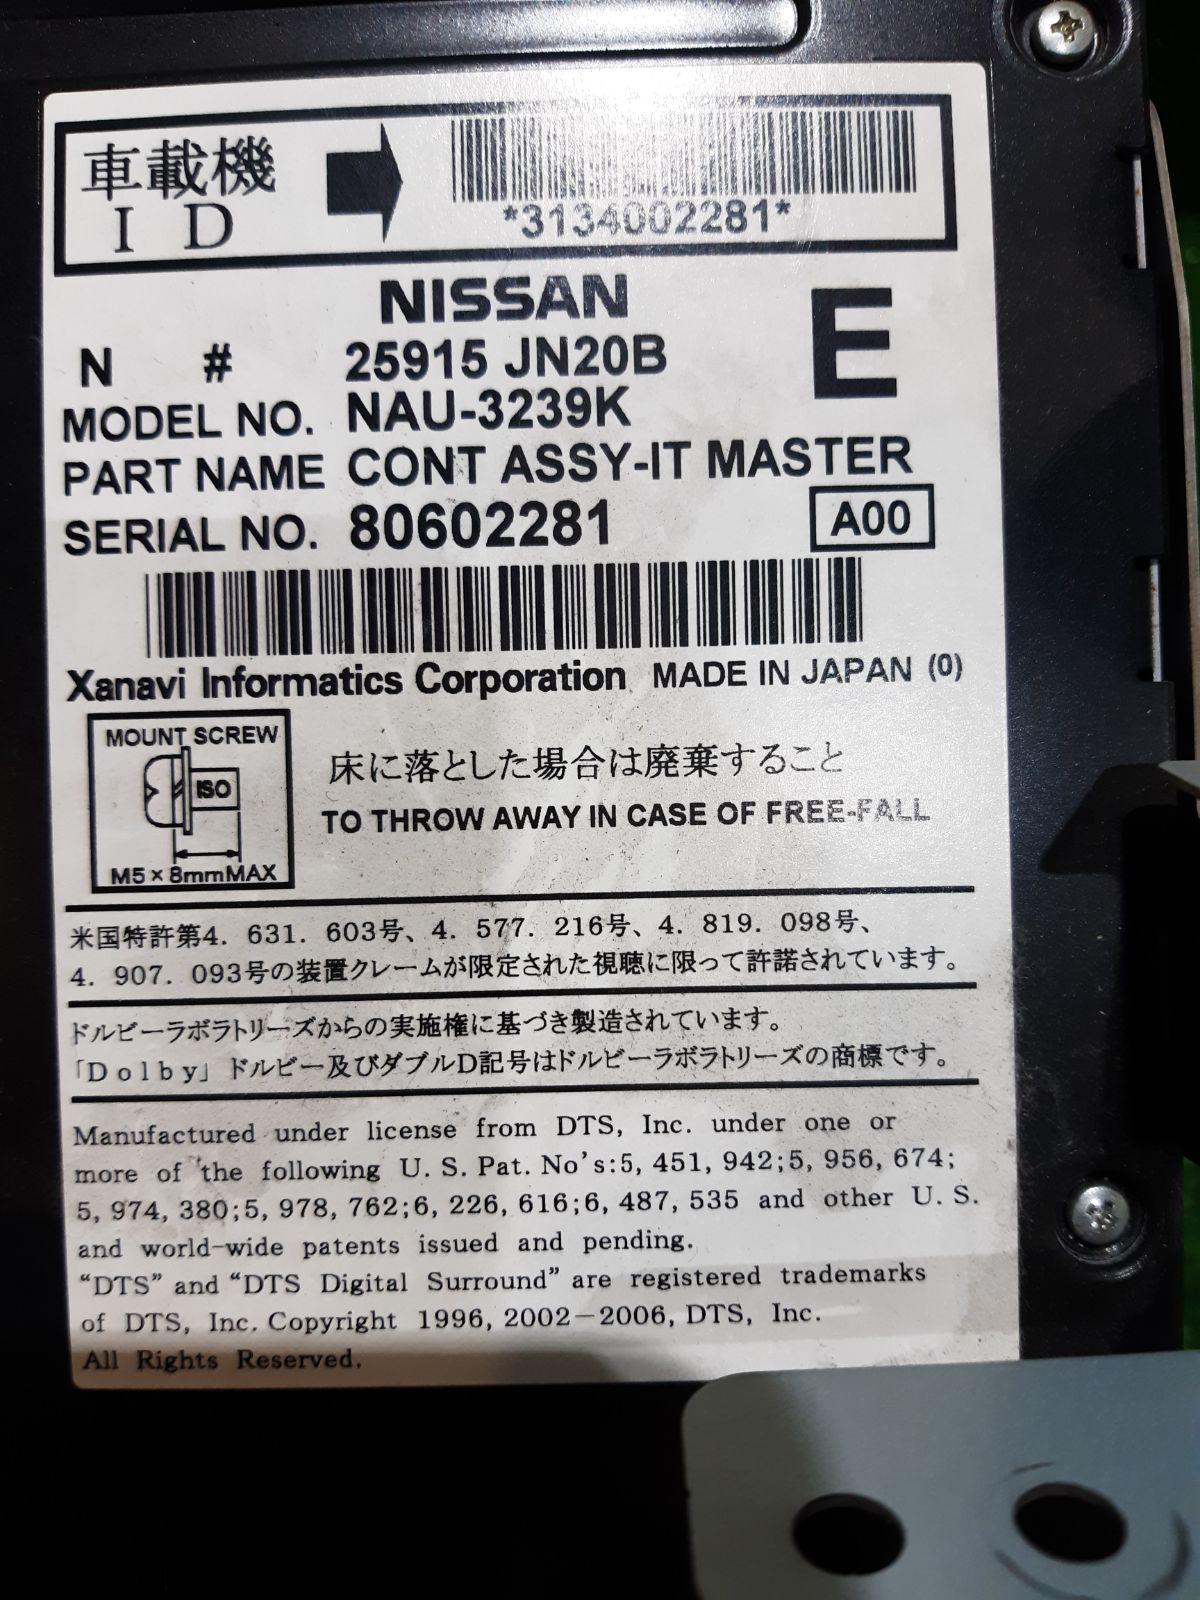 車載機
ID
*3134002281*
NISSAN
E
N # 25915 JN20B
MODEL NO. NAU-3239K
PART NAME CONT ASSY-IT MASTER
SERIAL NO. 80602281
A00
Xanavi Informatics Corporation MADE IN JAPAN (0)
MOUNT SCREW
ISO
M5×8mmMAX
床に落とした場合は廃棄すること
TO THROW AWAY IN CASE OF FREE-FALL
米国特許第4. 631. 603号、4. 577. 216号、4. 819. 098号、
4. 907. 093号の装置クレームが限定された視聴に限って許諾されています。
ドルビーラボラトリーズからの実施権に基づき製造されています。
「Dolby」ドルビー及びダブルD記号はドルビーラボラトリーズの商標です。
Manufactured under license from DTS, Inc. under one or
more of the following U. S. Pat. No's:5, 451, 942;5, 956, 674;
5, 974, 380;5, 978, 762;6, 226, 616;6, 487, 535 and other U. S.
and world-wide patents issued and pending.
“DTS” and “DTS Digital Surround” are registered trademarks
of DTS, Inc. Copyright 1996, 2002-2006, DTS, Inc.
All Rights Reserved.